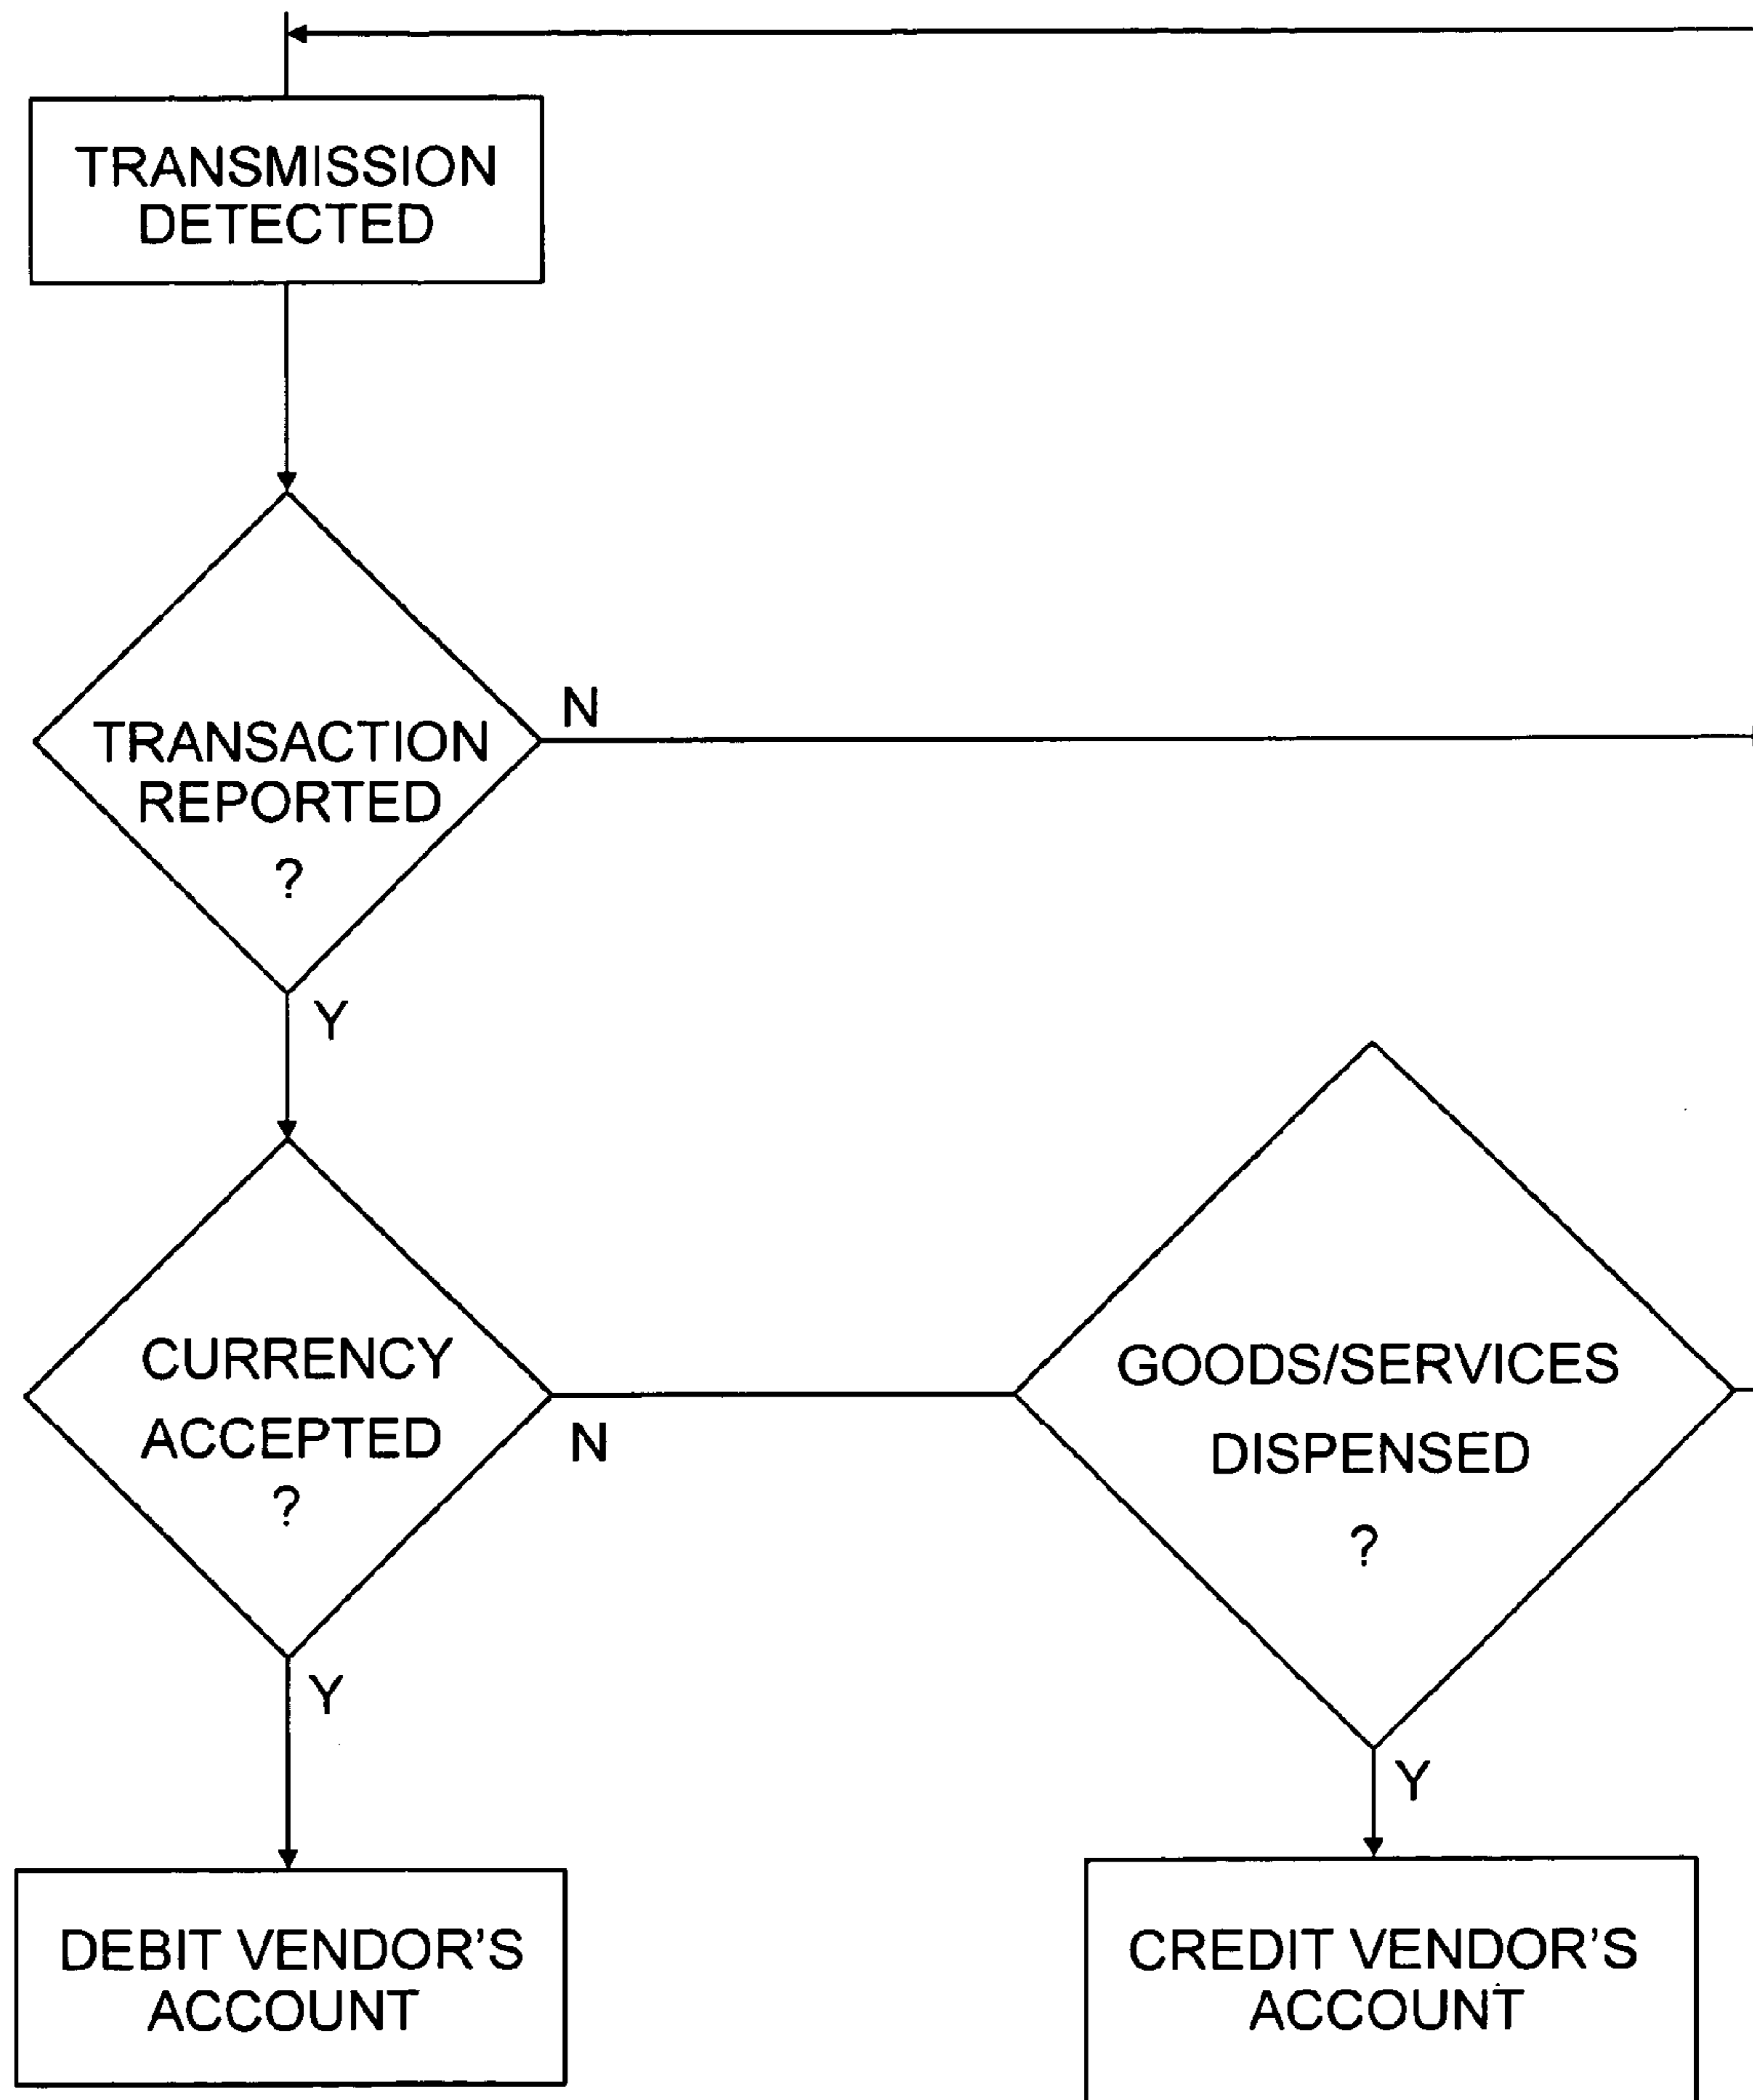 TRANSMISSION
DETECTED
TRANSACTION
REPORTED
?
N
Y
CURRENCY
ACCEPTED
?
N
Y
GOODS/SERVICES
DISPENSED
?
Y
DEBIT VENDOR'S
ACCOUNT
CREDIT VENDOR'S
ACCOUNT